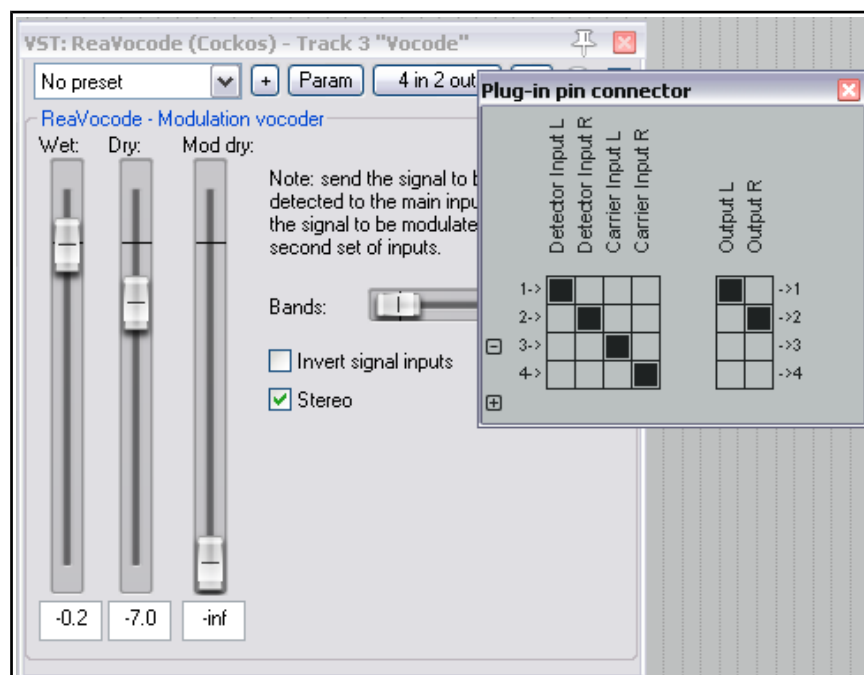 VST: ReaVocode (Cockos) - Track 3 "Vocode"
No preset
+
Param
4 in 2 out
Plug-in pin connector
ReaVocode - Modulation vocoder
Wet:
Dry:
Mod dry:
Note: send the signal to b
detected to the main inpu
the signal to be modulate
second set of inputs.
Bands:
Invert signal inputs
Stereo
-0.2
-7.0
-inf
Detector Input L
Detector Input R
Carrier Input L
Carrier Input R
Output L
Output R
1->
->1
2->
->2
3->
->3
4->
->4